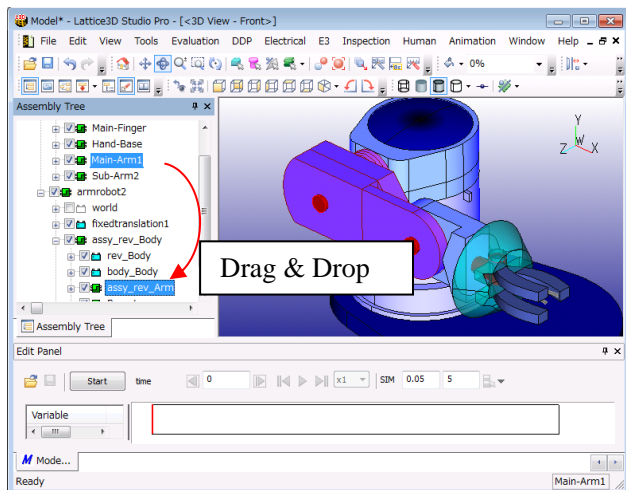 Model* - Lattice3D Studio Pro - [<3D View - Front>]
File Edit View Tools Evaluation DDP Electrical E3 Inspection Human Animation Window Help
0%
Assembly Tree
Main-Finger
Hand-Base
Main-Arm1
Sub-Arm2
armrobot2
world
fixedtranslation1
assy_rev_Body
rev_Body
body_Body
assy_rev_Arm
Y
W
Z X
Drag & Drop
Assembly Tree
Edit Panel
Start time 0 x1 SIM 0.05 5
Variable
M Mode...
Ready Main-Arm1